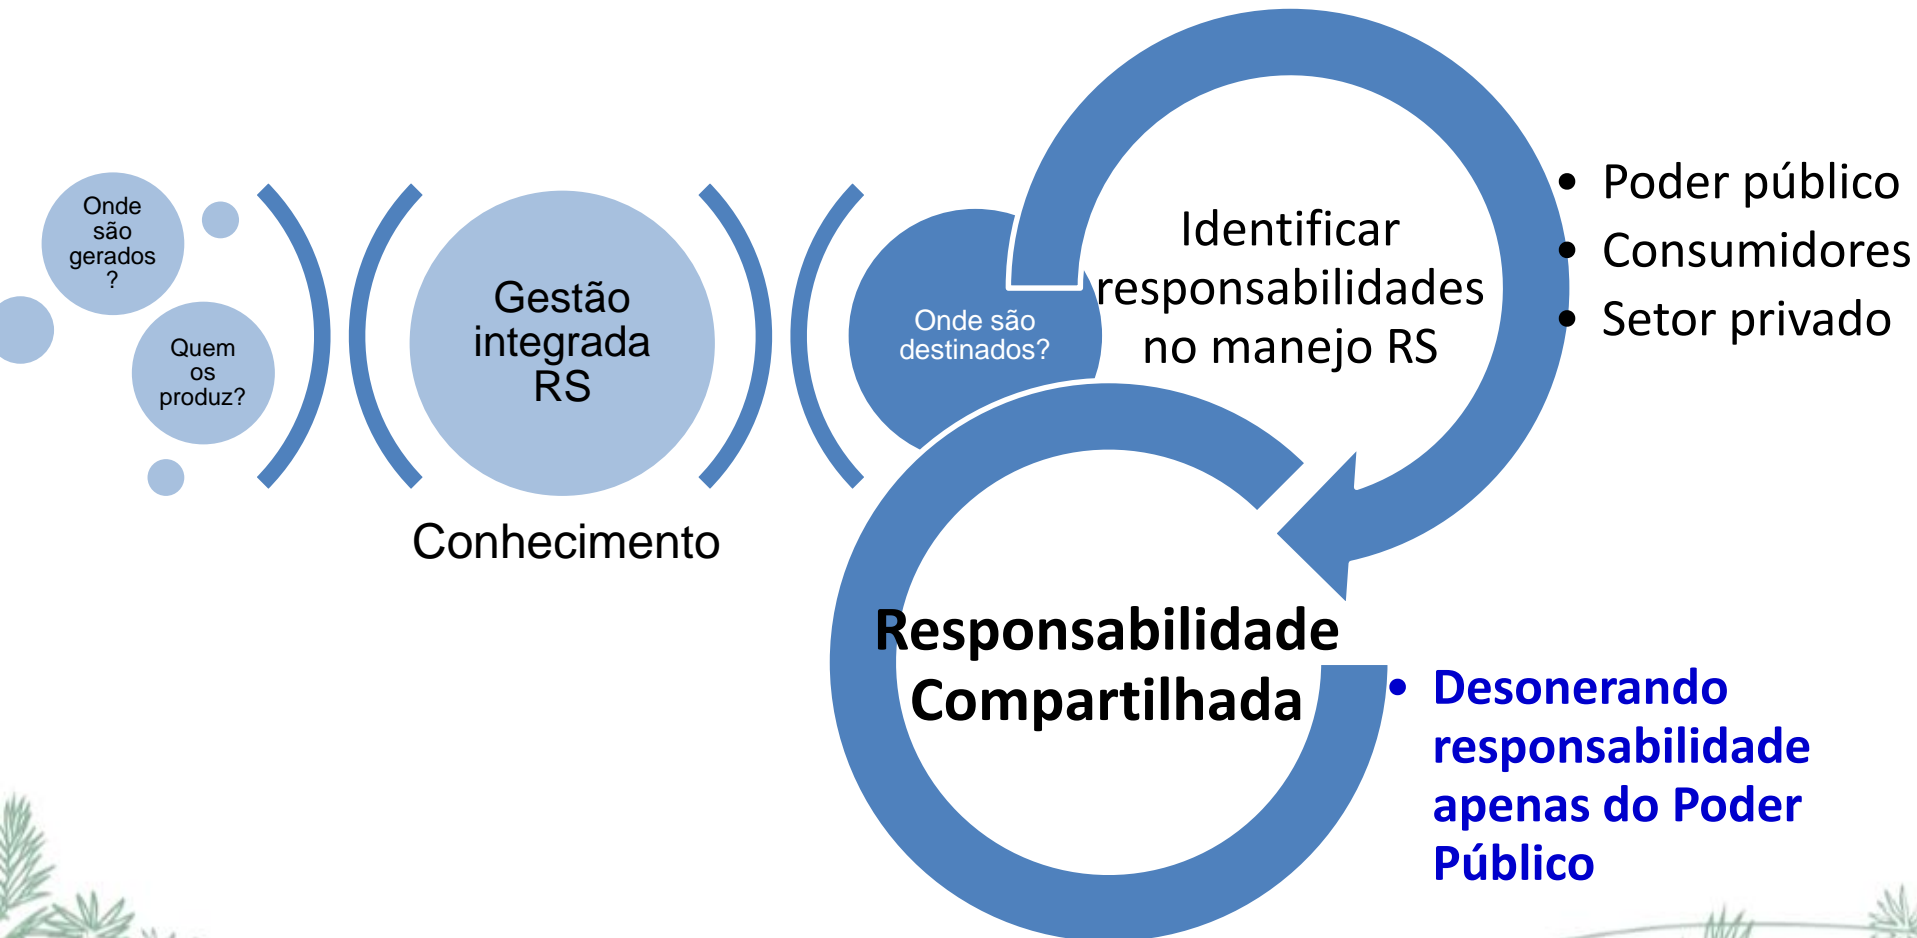 Onde
são
gerados
?
Quem
os
produz?
Gestão
integrada
RS
Conhecimento
Onde são
destinados?
Identificar
responsabilidades
no manejo RS
• Poder público
• Consumidores
• Setor privado
Responsabilidade
Compartilhada
• Desonerando
responsabilidade
apenas do Poder
Público